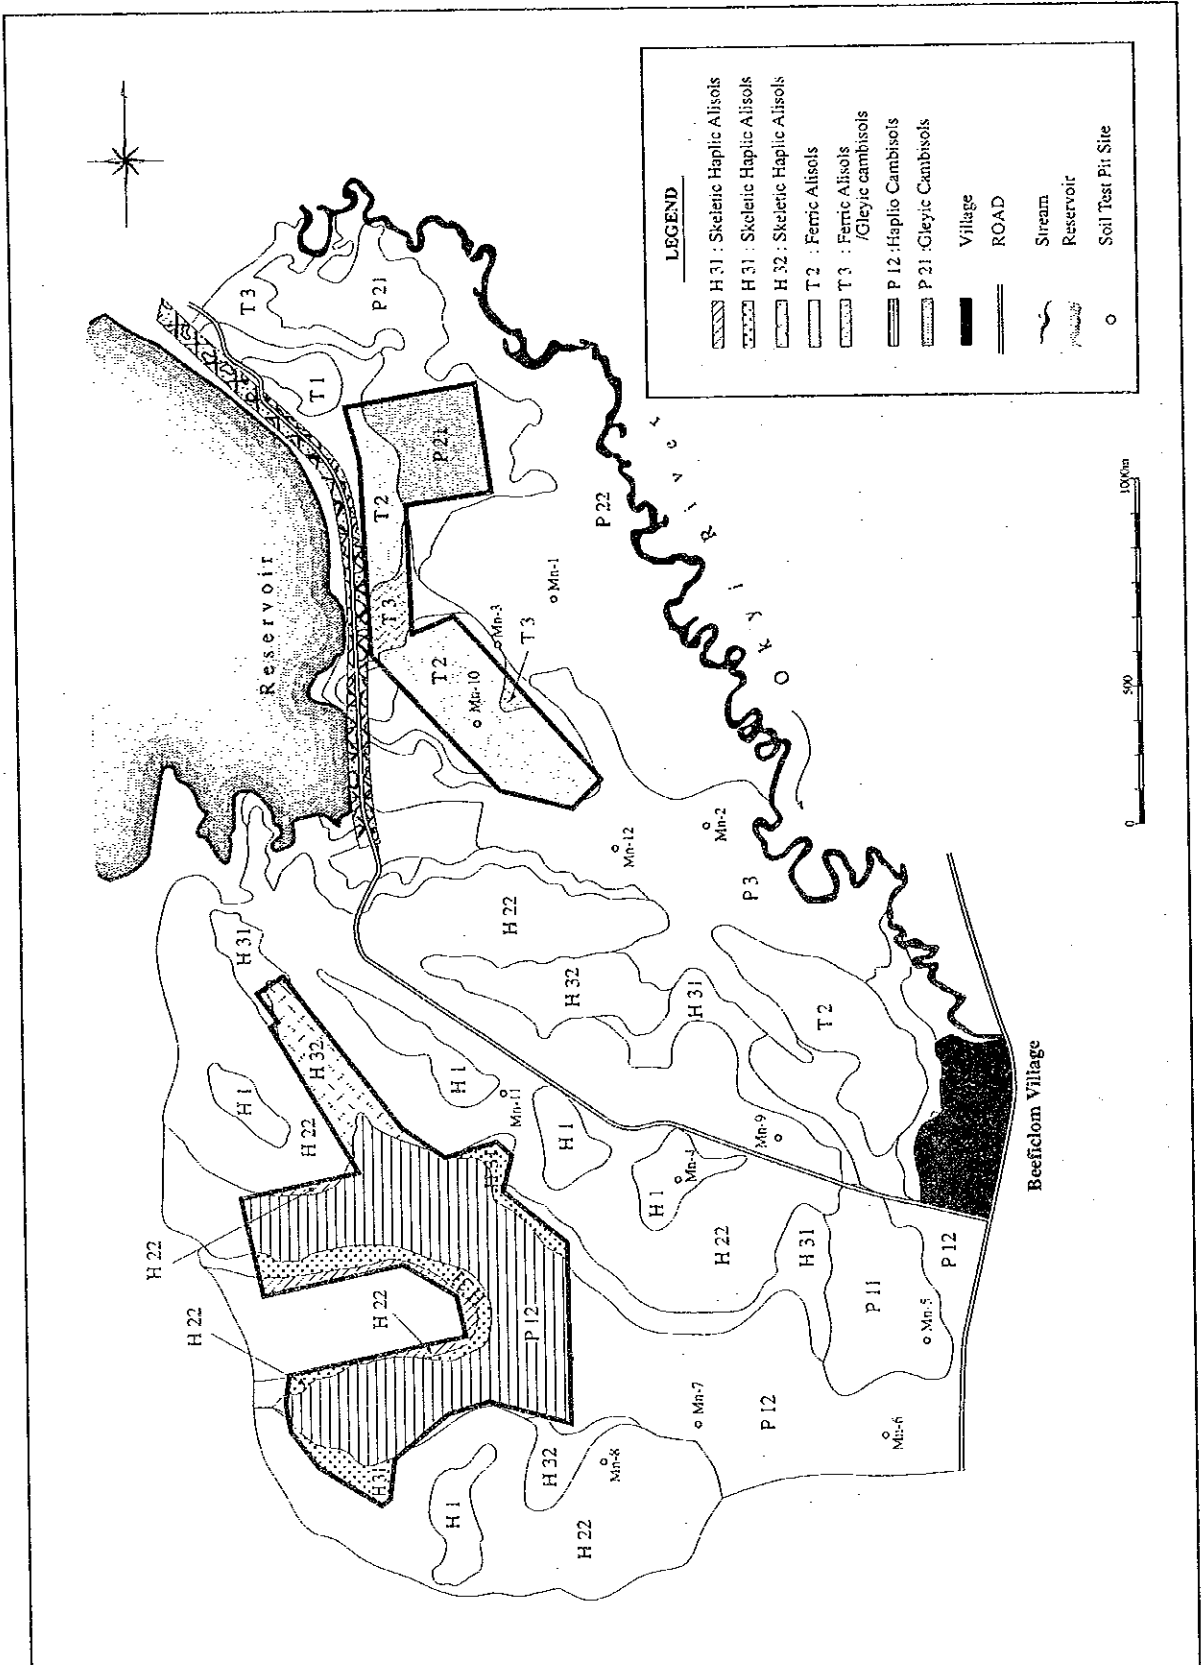 LEGEND
H 31 : Skeletic Haplic Alisols
H 31 : Skeletic Haplic Alisols
H 32 : Skeletic Haplic Alisols
T 2 : Ferric Alisols
T 3 : Ferric Alisols
/Gleyic cambisols
P 12 :Haplio Cambisols
P 21 :Gleyic Cambisols
Village
ROAD
Stream
Reservoir
Soil Test Pit Site
Reservoir
T 3
P 21
T 1
P 21
T 2
T 3
T 2
Mn-10
Mn-3
T 3
Mn-1
P 22
Okyi River
0
500
1000m
Mn-12
Mn-2
P 3
H 22
H 32
H 31
T 2
H 31
H 32
H 1
H 22
H 1
Mn-11
H 1
H 1
Mn-4
Mn-9
H 22
H 22
H 22
H 22
H 31
H 31
P 12
H 31
P 11
P 12
Mn-5
Mn-7
P 12
Mn-6
H 31
H 1
H 32
Mn-8
H 22
Beeficlom Village